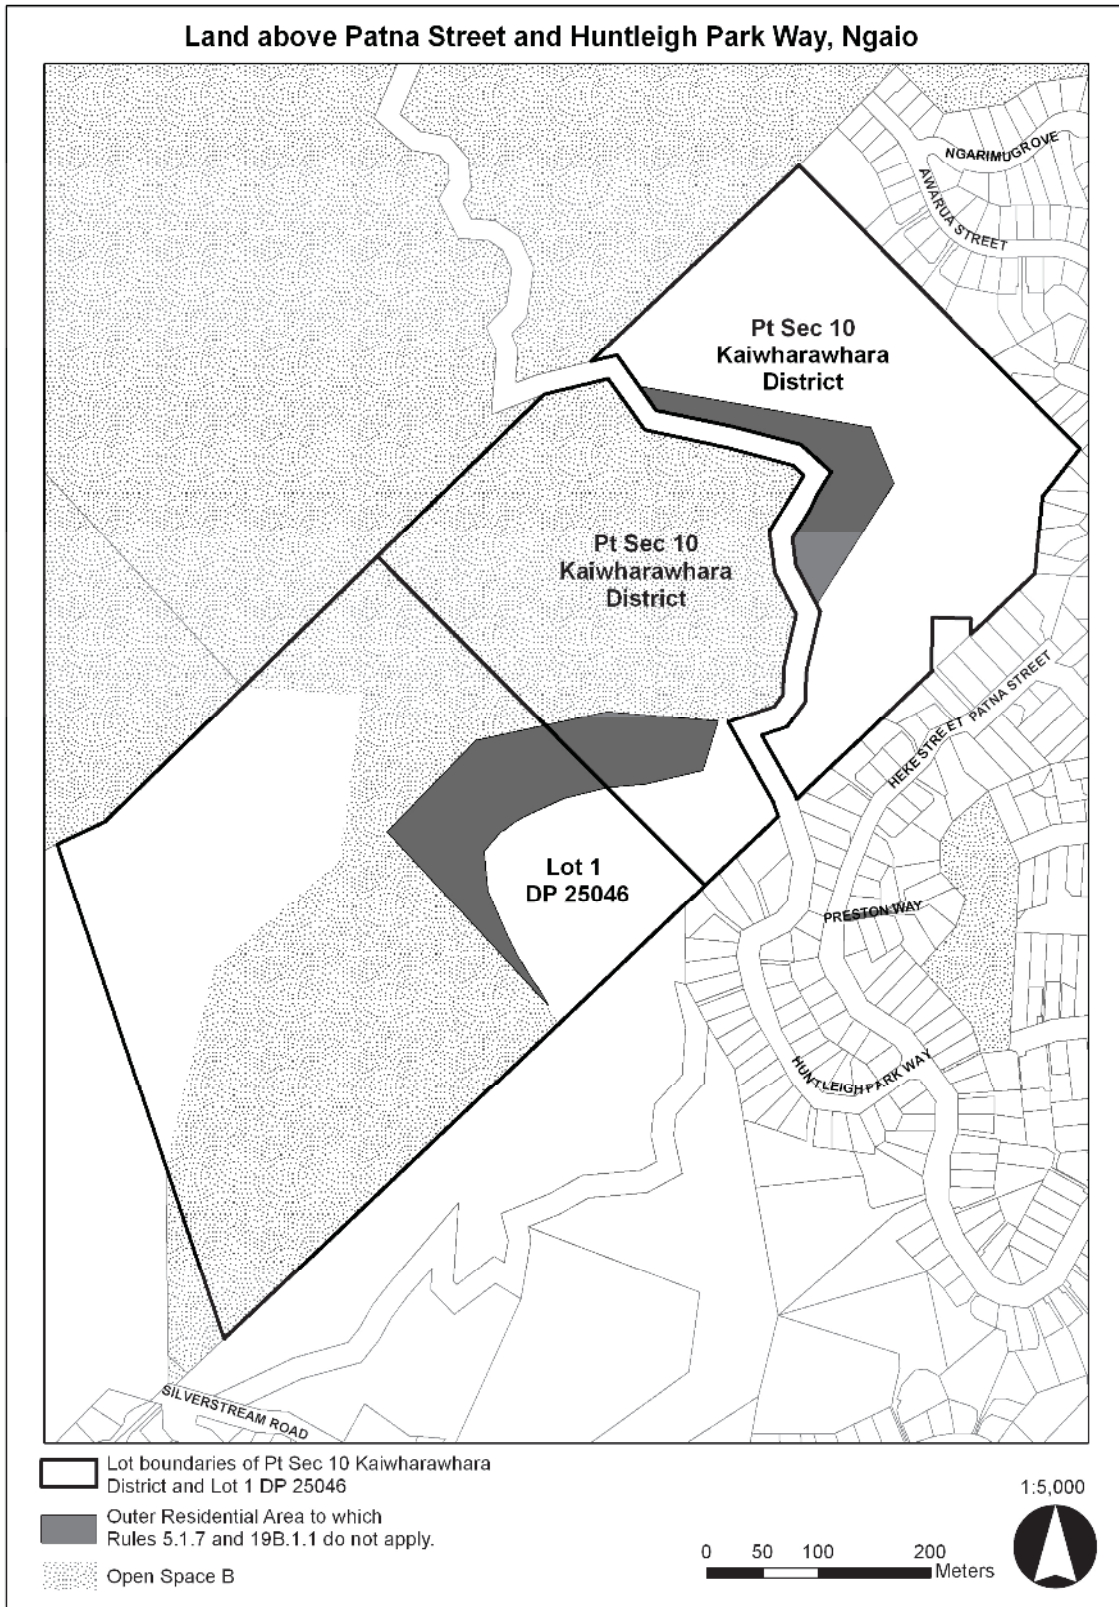 Land above Patna Street and Huntleigh Park Way, Ngaio
NGARIMUGROVE
AWARUA STREET
Pt Sec 10
Kaiwharawhara
District
Pt Sec 10
Kaiwharawhara
District
PATNA STREET
HEKE STREET
Lot 1
DP 25046
PRESTON WAY
HUNTLEIGH PARK WAY
SILVERSTREAM ROAD
Lot boundaries of Pt Sec 10 Kaiwharawhara
District and Lot 1 DP 25046
Outer Residential Area to which
Rules 5.1.7 and 19B.1.1 do not apply.
Open Space B
1:5,000
0 50 100 200
Meters